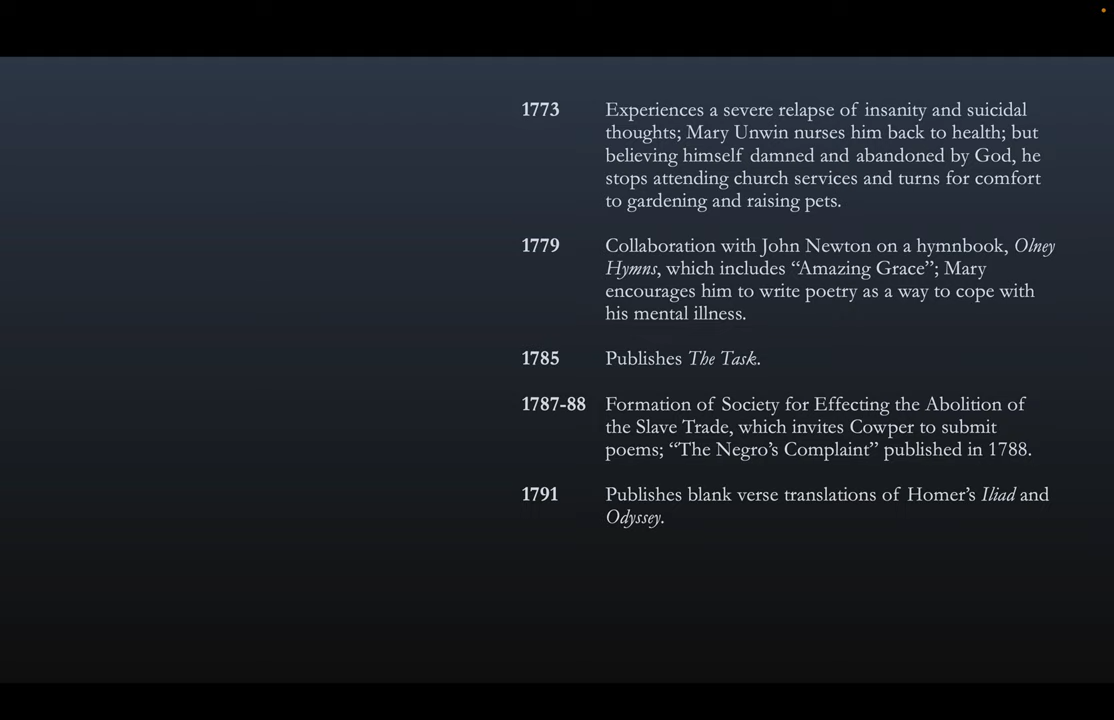 1773 Experiences a severe relapse of insanity and suicidal
thoughts; Mary Unwin nurses him back to health; but
believing himself damned and abandoned by God, he
stops attending church services and turns for comfort
to gardening and raising pets.
1779 Collaboration with John Newton on a hymnbook, Olney
Hymns, which includes “Amazing Grace”; Mary
encourages him to write poetry as a way to cope with
his mental illness.
1785 Publishes The Task.
1787-88 Formation of Society for Effecting the Abolition of
the Slave Trade, which invites Cowper to submit
poems; “The Negro’s Complaint” published in 1788.
1791 Publishes blank verse translations of Homer’s Iliad and
Odyssey.